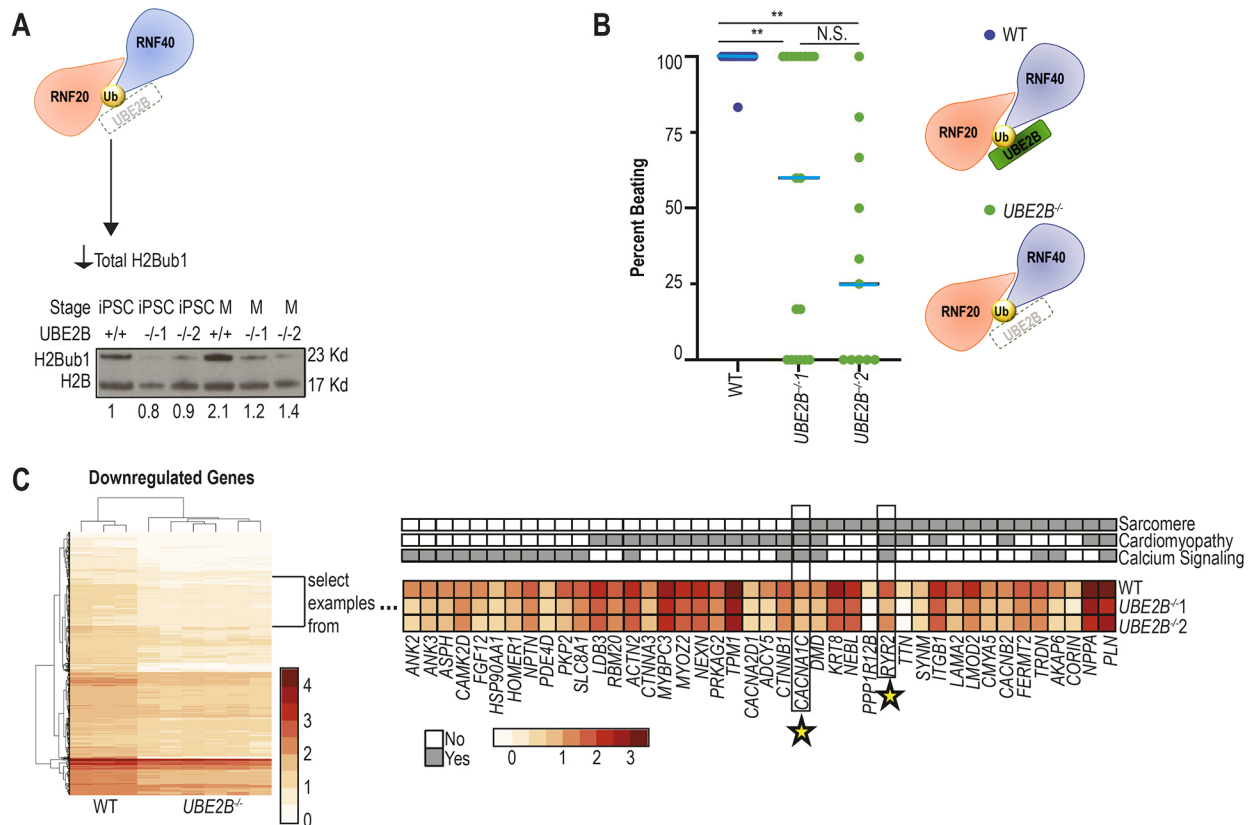 A
RNF40
RNF20
Ub
UBE2B
Total H2Bub1
Stage iPSC iPSC iPSC M M M
UBE2B +/+ -/-1 -/-2 +/+ -/-1 -/-2
H2Bub1 23 Kd
H2B 17 Kd
1 0.8 0.9 2.1 1.2 1.4
B
**
** N.S.
Percent Beating
100
75
50
25
0
WT
UBE2B-/-1
UBE2B-/-2
WT
RNF40
RNF20
Ub
UBE2B
UBE2B-/-
RNF40
RNF20
Ub
UBE2B
C
Downregulated Genes
select
examples ...
from
4
3
2
1
0
WT UBE2B-/-
Sarcomere
Cardiomyopathy
Calcium Signaling
WT
UBE2B-/-1
UBE2B-/-2
ANK2
ANK3
ASPH
CAMK2D
FGF12
HSP90AA1
HOMER1
NPTN
PDE4D
PKP2
SLC8A1
LDB3
RBM20
ACTN2
CTNNA3
MYBPC3
MYOZ2
NEXN
PRKAG2
TPM1
CACNA2D1
ADCY5
CTNNB1
CACNA1C
DMD
KRT8
NEBL
PPP1R12B
RYR2
TTN
SYNM
ITGB1
LAMA2
LMOD2
CMYA5
CACNB2
FERMT2
TRDN
AKAP6
CORIN
NPPA
PLN
No
Yes
0 1 2 3